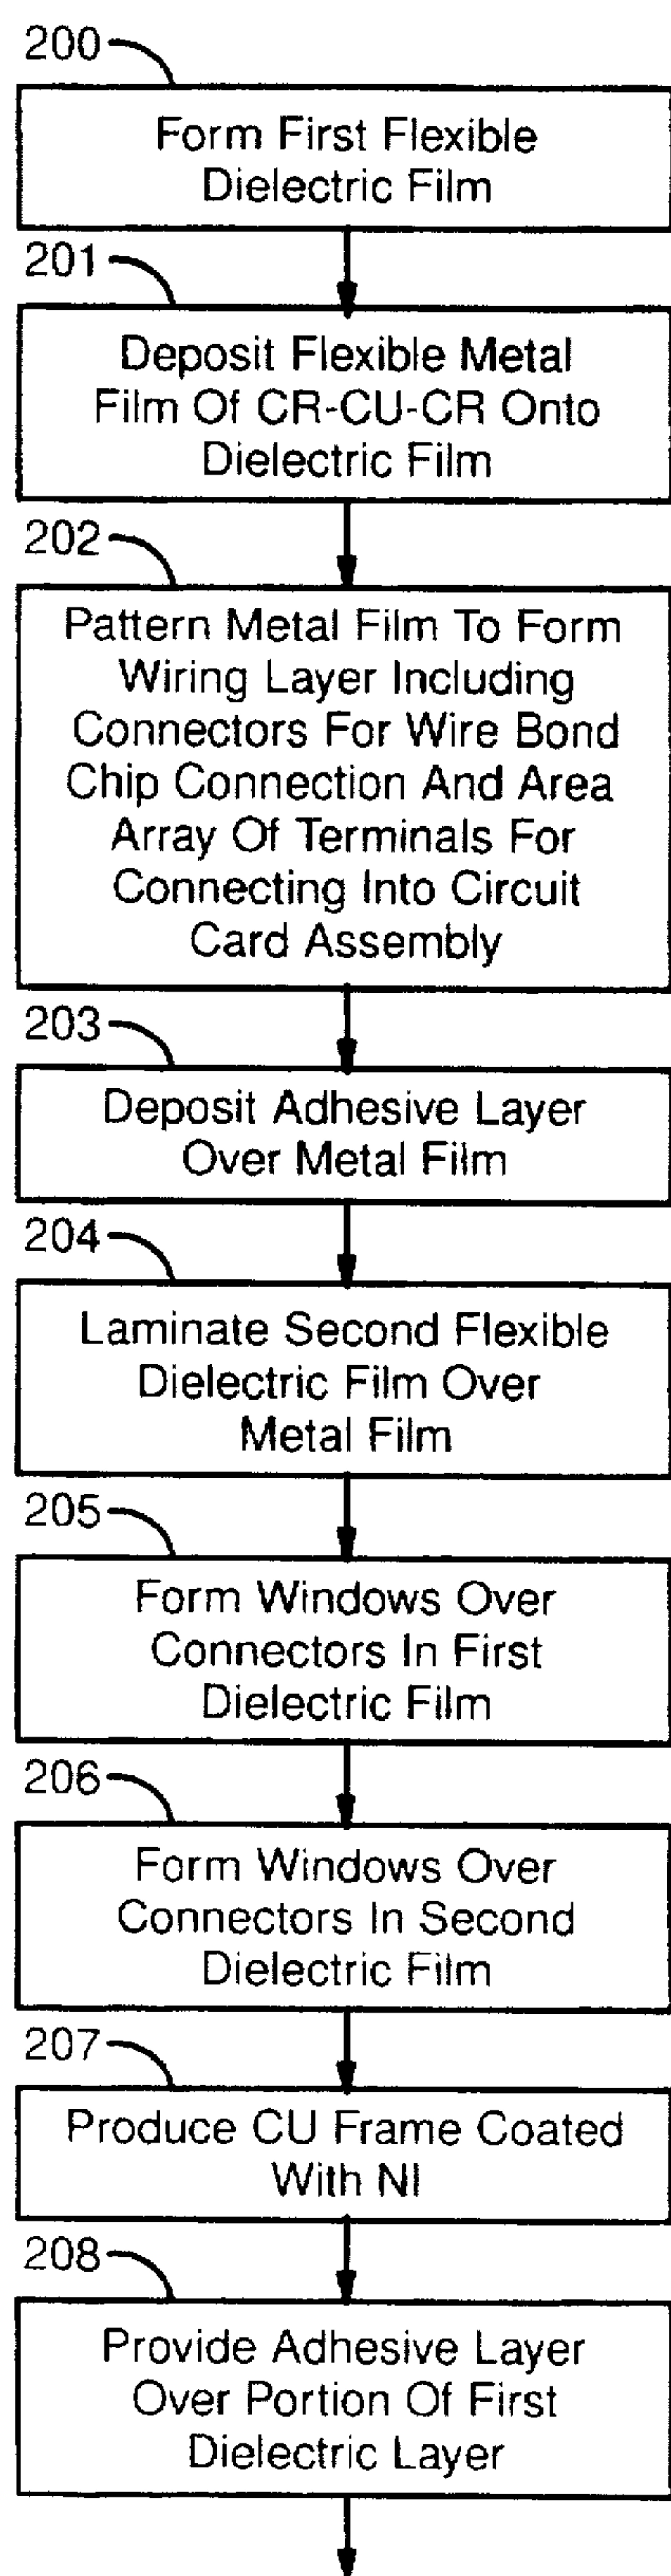 200
Form First Flexible
Dielectric Film
201
Deposit Flexible Metal
Film Of CR-CU-CR Onto
Dielectric Film
202
Pattern Metal Film To Form
Wiring Layer Including
Connectors For Wire Bond
Chip Connection And Area
Array Of Terminals For
Connecting Into Circuit
Card Assembly
203
Deposit Adhesive Layer
Over Metal Film
204
Laminate Second Flexible
Dielectric Film Over
Metal Film
205
Form Windows Over
Connectors In First
Dielectric Film
206
Form Windows Over
Connectors In Second
Dielectric Film
207
Produce CU Frame Coated
With NI
208
Provide Adhesive Layer
Over Portion Of First
Dielectric Layer